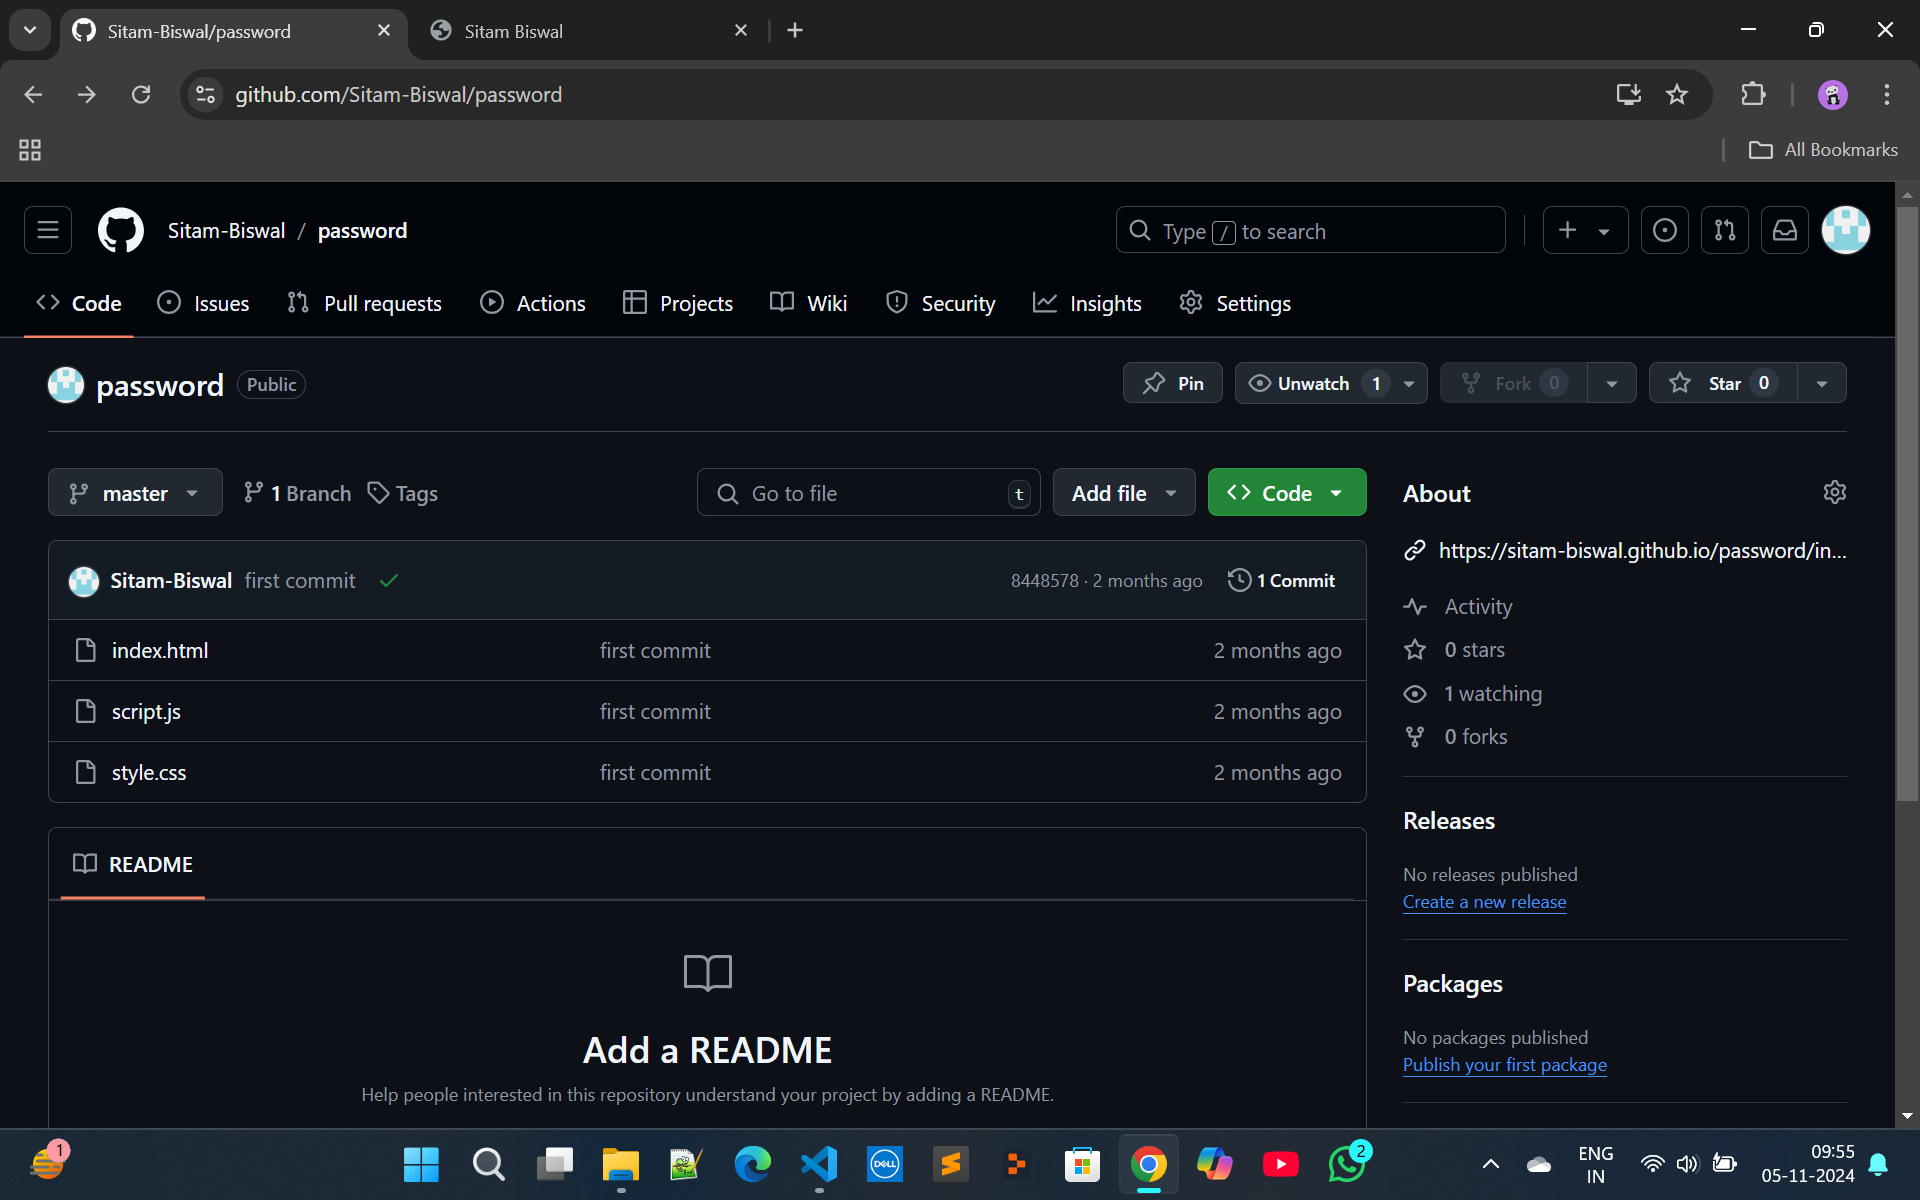 Sitam-Biswal/password
Sitam Biswal
github.com/Sitam-Biswal/password
All Bookmarks
Sitam-Biswal / password
Type / to search
Code
Issues
Pull requests
Actions
Projects
Wiki
Security
Insights
Settings
password Public
Pin
Unwatch 1
Fork 0
Star 0
master
1 Branch
Tags
Go to file t
Add file
Code
Sitam-Biswal first commit
8448578 · 2 months ago
1 Commit
index.html first commit 2 months ago
script.js first commit 2 months ago
style.css first commit 2 months ago
README
Add a README
Help people interested in this repository understand your project by adding a README.
About
https://sitam-biswal.github.io/password/in...
Activity
0 stars
1 watching
0 forks
Releases
No releases published
Create a new release
Packages
No packages published
Publish your first package
1
DELL
2
ENG
IN
09:55
05-11-2024